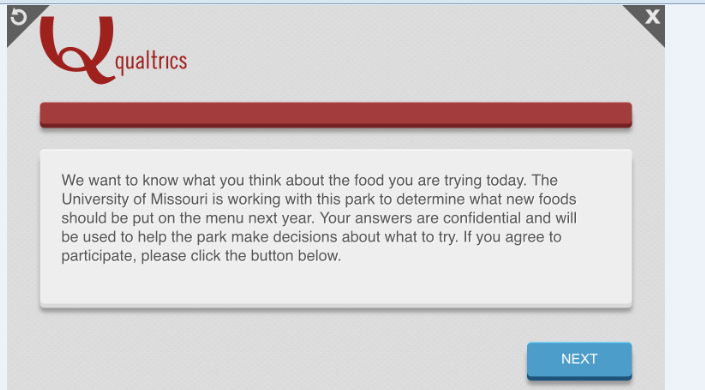 qualtrics
We want to know what you think about the food you are trying today. The
University of Missouri is working with this park to determine what new foods
should be put on the menu next year. Your answers are confidential and will
be used to help the park make decisions about what to try. If you agree to
participate, please click the button below.
NEXT